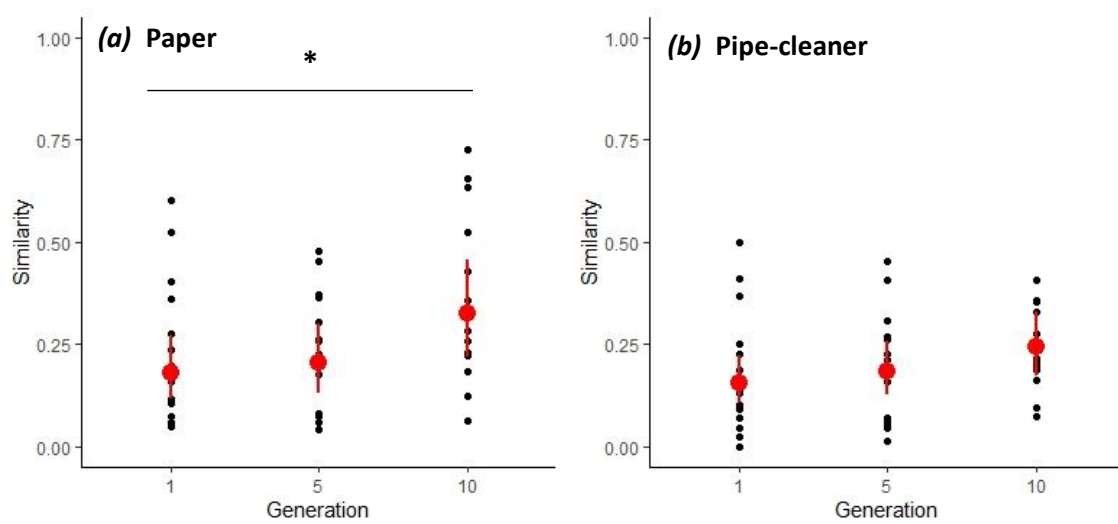 (a) Paper
*
1.00
0.75
0.50
0.25
0.00
Similarity
1 5 10
Generation
(b) Pipe-cleaner
1.00
0.75
0.50
0.25
0.00
Similarity
1 5 10
Generation